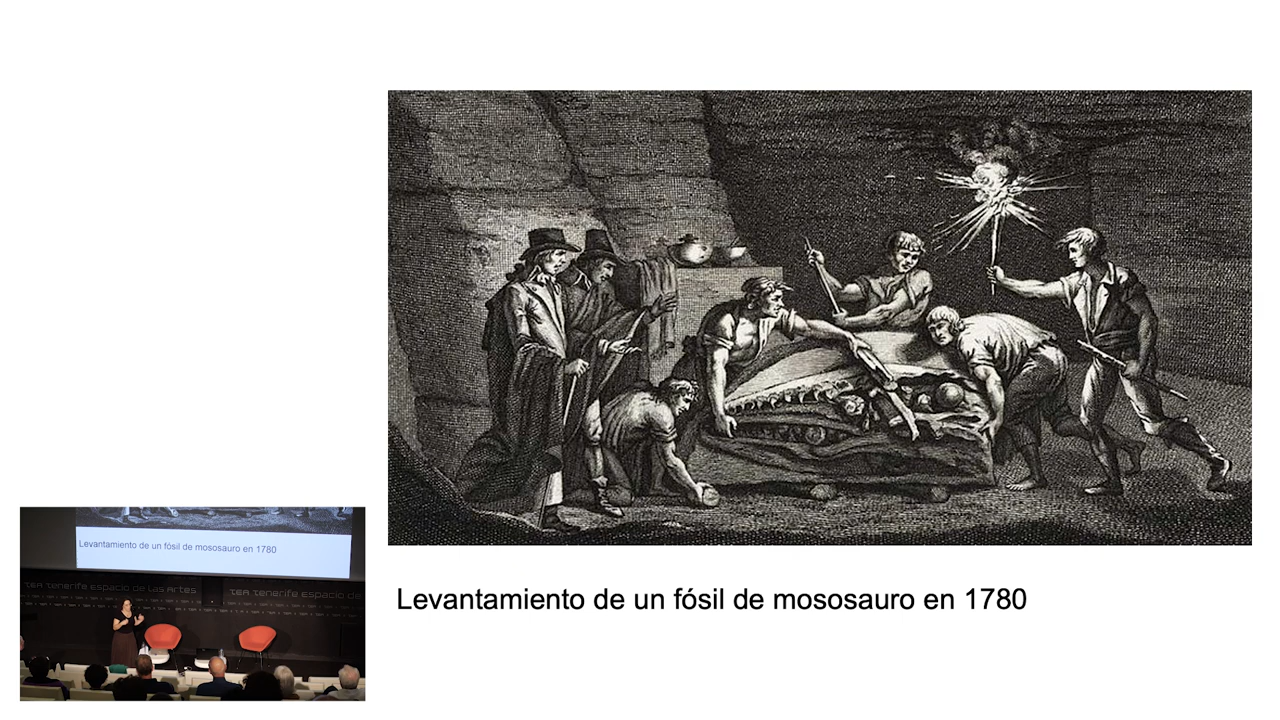 Levantamiento de un fósil de mososauro en 1780
Levantamiento de un fósil de mososauro en 1780
TEA Tenerife Espacio de las Artes
TEA Tenerife Espacio de